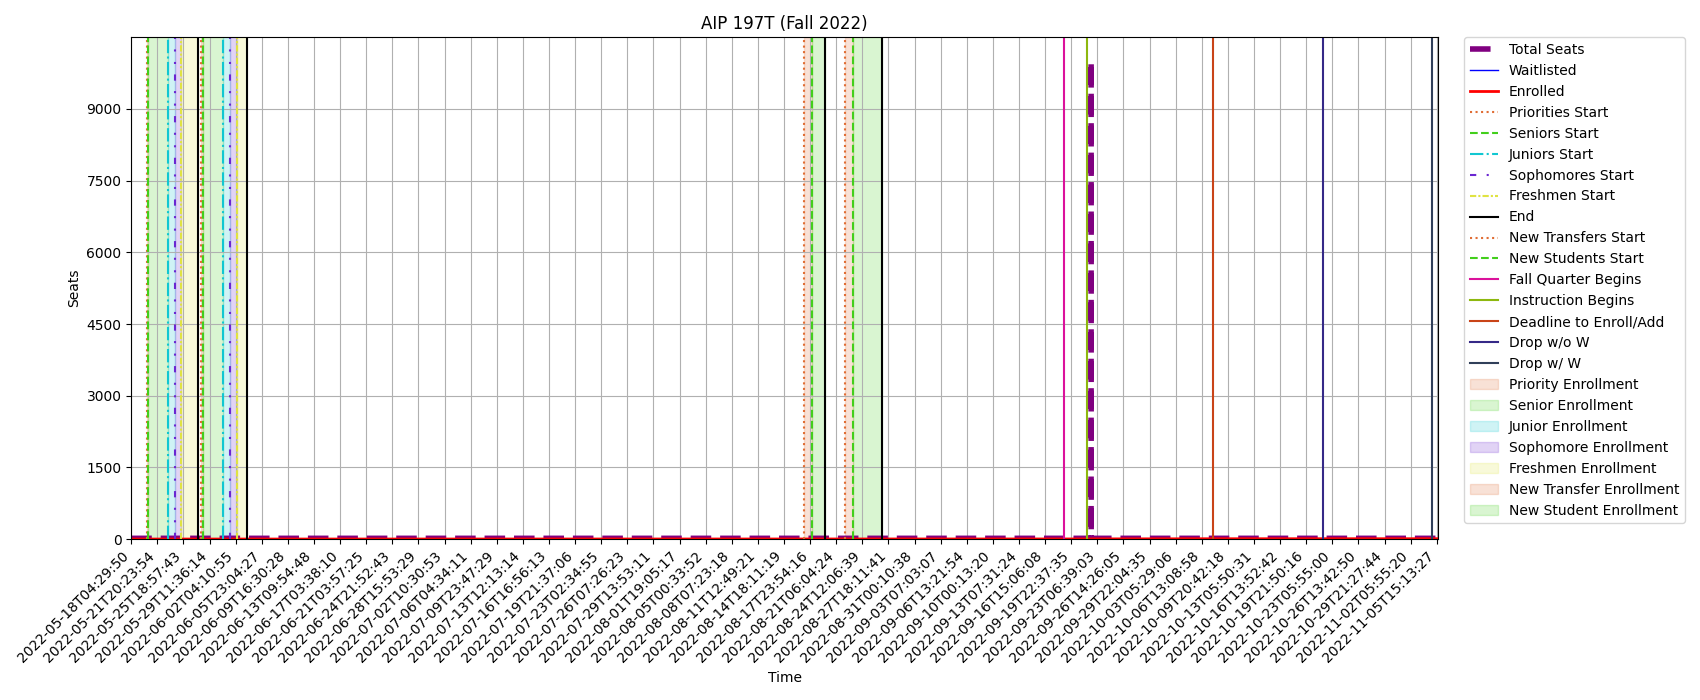 AIP 197T (Fall 2022)
Seats
9000
7500
6000
4500
3000
1500
0
2022-05-18T04:29:50
2022-05-21T20:23:54
2022-05-25T18:57:43
2022-05-29T11:36:14
2022-06-02T04:10:55
2022-06-05T23:04:27
2022-06-09T16:30:28
2022-06-13T09:54:48
2022-06-17T03:38:10
2022-06-21T03:57:25
2022-06-24T21:52:43
2022-06-28T15:53:29
2022-07-02T10:30:53
2022-07-06T04:34:11
2022-07-09T23:47:29
2022-07-13T12:13:14
2022-07-16T16:56:13
2022-07-19T21:37:06
2022-07-23T02:34:55
2022-07-26T07:26:23
2022-07-29T13:53:11
2022-08-01T19:05:17
2022-08-05T00:33:52
2022-08-08T07:23:18
2022-08-11T12:49:21
2022-08-14T18:11:19
2022-08-17T23:54:16
2022-08-21T06:04:24
2022-08-24T12:06:39
2022-08-27T18:11:41
2022-08-31T00:10:38
2022-09-03T07:03:07
2022-09-06T13:21:54
2022-09-10T00:13:20
2022-09-13T07:31:24
2022-09-16T15:06:08
2022-09-19T22:37:35
2022-09-23T06:39:03
2022-09-26T14:26:05
2022-09-29T22:04:35
2022-10-03T05:29:06
2022-10-06T13:08:58
2022-10-09T20:42:18
2022-10-13T05:50:31
2022-10-16T13:52:42
2022-10-19T21:50:16
2022-10-23T05:55:00
2022-10-26T13:42:50
2022-10-29T21:27:44
2022-11-02T05:55:20
2022-11-05T15:13:27
Time
Total Seats
Waitlisted
Enrolled
Priorities Start
Seniors Start
Juniors Start
Sophomores Start
Freshmen Start
End
New Transfers Start
New Students Start
Fall Quarter Begins
Instruction Begins
Deadline to Enroll/Add
Drop w/o W
Drop w/ W
Priority Enrollment
Senior Enrollment
Junior Enrollment
Sophomore Enrollment
Freshmen Enrollment
New Transfer Enrollment
New Student Enrollment